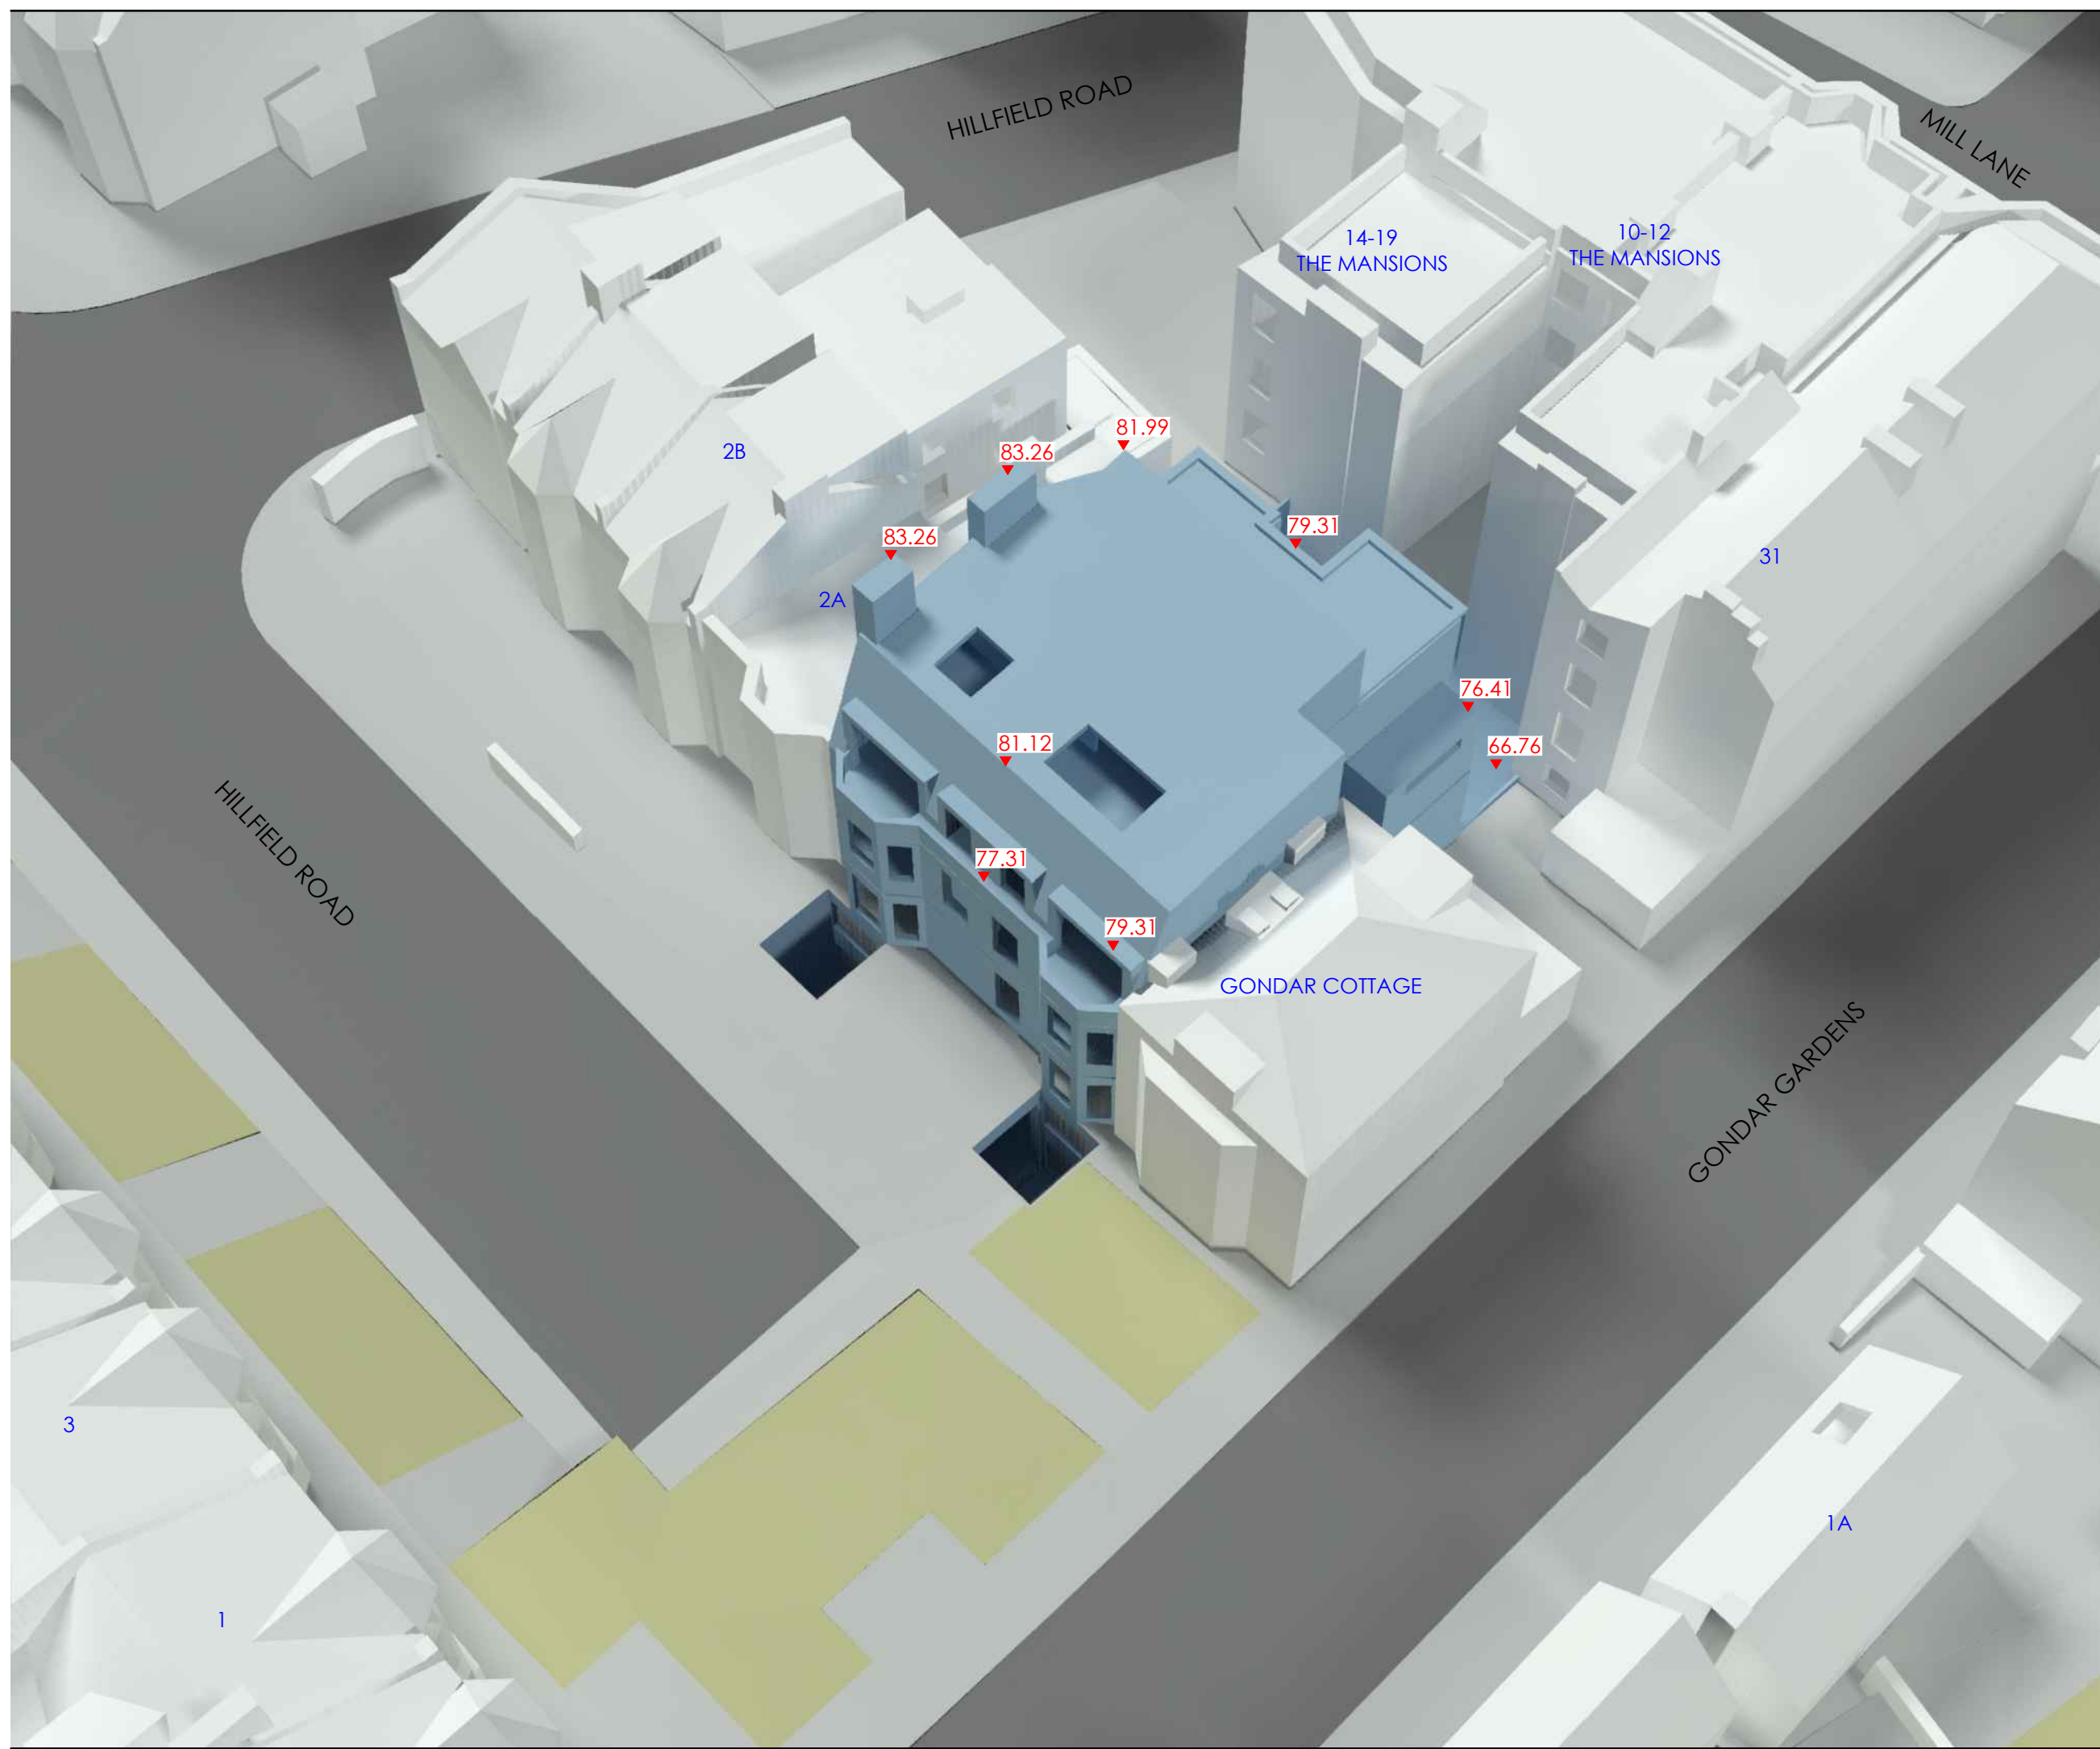 HILLFIELD ROAD
MILL LANE
14-19
THE MANSIONS
10-12
THE MANSIONS
81.99
83.26
2B
79.31
83.26
31
2A
76.41
81.12
66.76
HILLFIELD ROAD
77.31
79.31
GONDAR COTTAGE
GONDAR GARDENS
3
1A
1